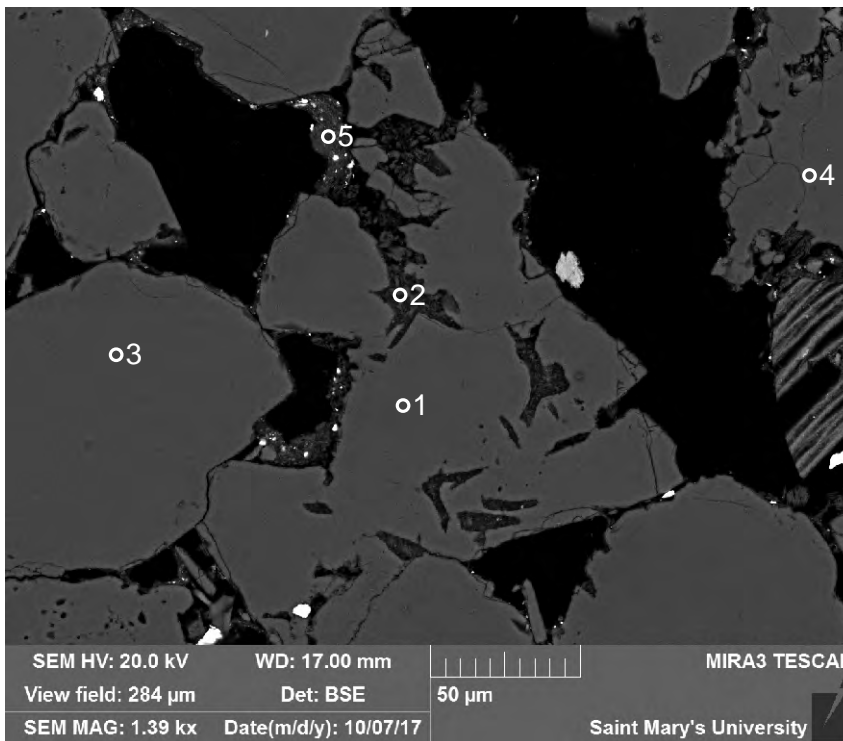 5
4
2
3
1
SEM HV: 20.0 kV WD: 17.00 mm MIRA3 TESCAN
View field: 284 µm Det: BSE 50 µm
SEM MAG: 1.39 kx Date(m/d/y): 10/07/17 Saint Mary's University